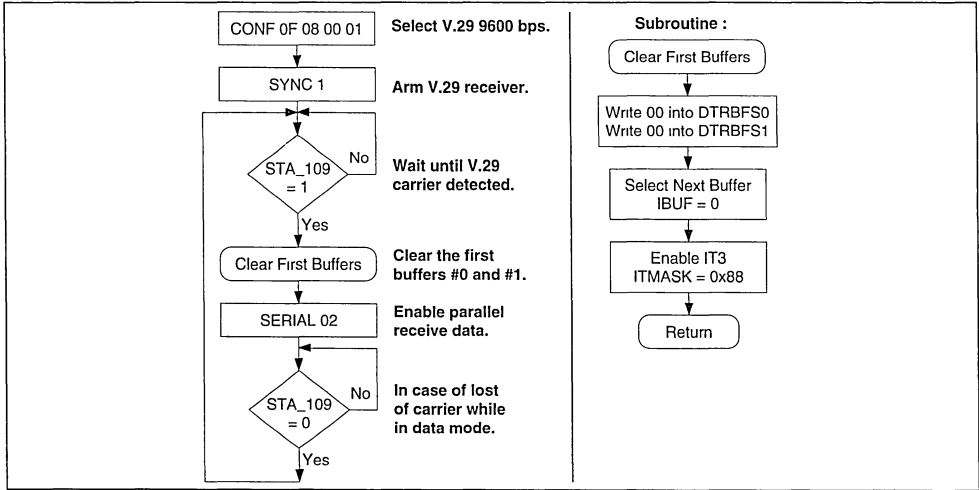 CONF 0F 08 00 01
Select V.29 9600 bps.
SYNC 1
Arm V.29 receiver.
STA_109
= 1
No
Wait until V.29
carrier detected.
Yes
Clear First Buffers
Clear the first
buffers #0 and #1.
SERIAL 02
Enable parallel
receive data.
STA_109
= 0
No
In case of lost
of carrier while
in data mode.
Yes
Subroutine :
Clear First Buffers
Write 00 into DTRBFS0
Write 00 into DTRBFS1
Select Next Buffer
IBUF = 0
Enable IT3
ITMASK = 0x88
Return